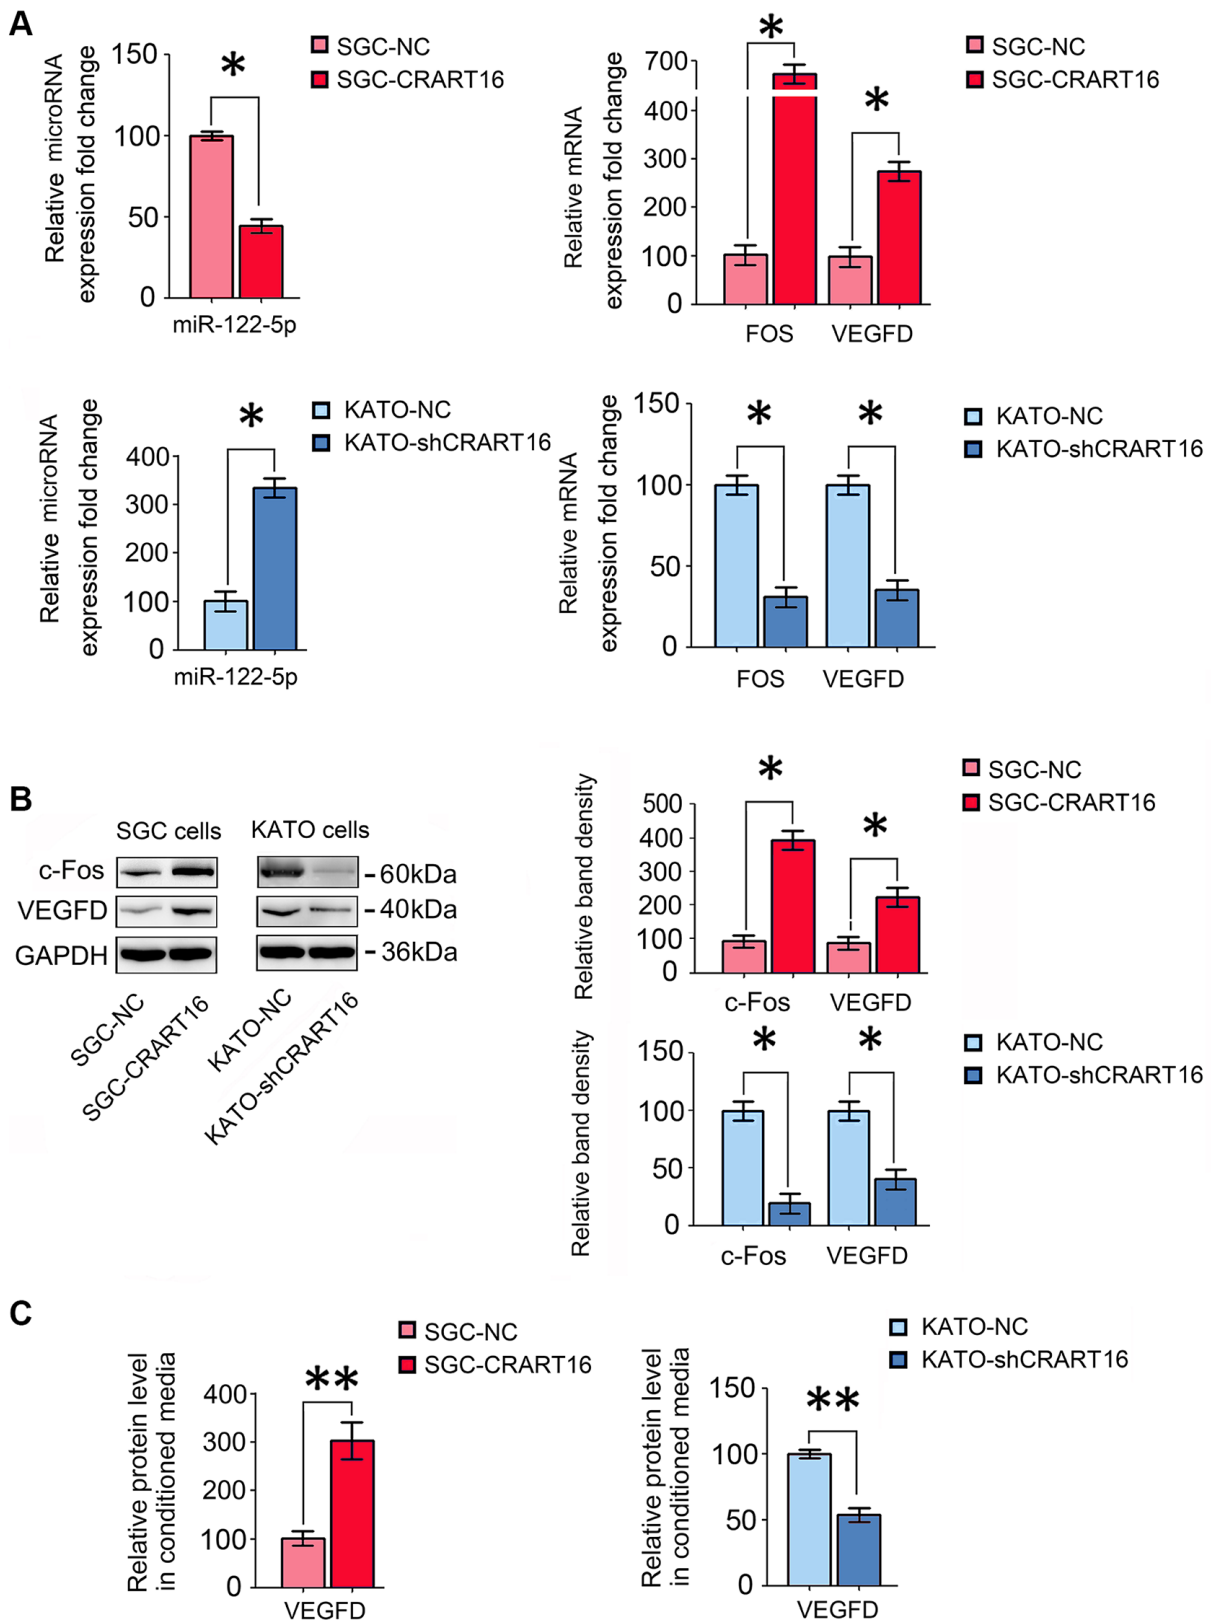 A
Relative microRNA
expression fold change
150
100
50
0
*
miR-122-5p
SGC-NC
SGC-CRART16
Relative mRNA
expression fold change
700
400
300
200
100
0
*
*
FOS VEGFD
SGC-NC
SGC-CRART16
Relative microRNA
expression fold change
400
300
200
100
0
*
miR-122-5p
KATO-NC
KATO-shCRART16
Relative mRNA
expression fold change
150
100
50
0
* *
FOS VEGFD
KATO-NC
KATO-shCRART16
B
SGC cells KATO cells
c-Fos - 60kDa
VEGFD - 40kDa
GAPDH - 36kDa
SGC-NC
SGC-CRART16
KATO-NC
KATO-shCRART16
Relative band density
500
400
300
200
100
0
*
*
c-Fos VEGFD
SGC-NC
SGC-CRART16
Relative band density
150
100
50
0
* *
c-Fos VEGFD
KATO-NC
KATO-shCRART16
C
Relative protein level
in conditioned media
400
300
200
100
0
**
VEGFD
SGC-NC
SGC-CRART16
Relative protein level
in conditioned media
150
100
50
0
**
VEGFD
KATO-NC
KATO-shCRART16